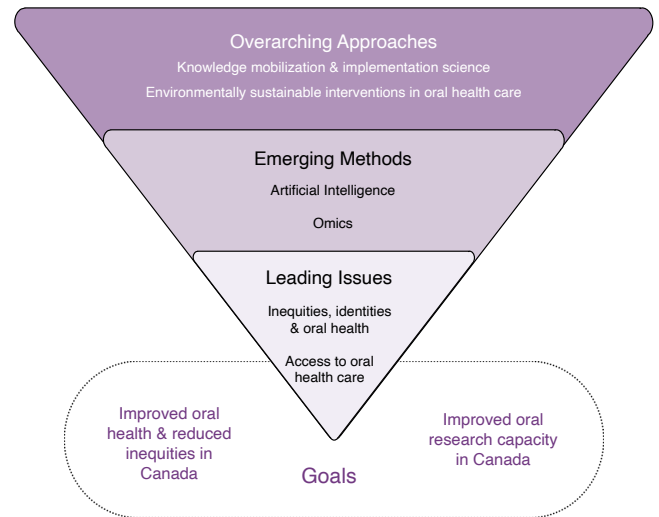 Overarching Approaches
Knowledge mobilization & implementation science
Environmentally sustainable interventions in oral health care
Emerging Methods
Artificial Intelligence
Omics
Leading Issues
Inequities, identities
& oral health
Access to oral
health care
Improved oral
health & reduced
inequities in
Canada
Goals
Improved oral
research capacity
in Canada